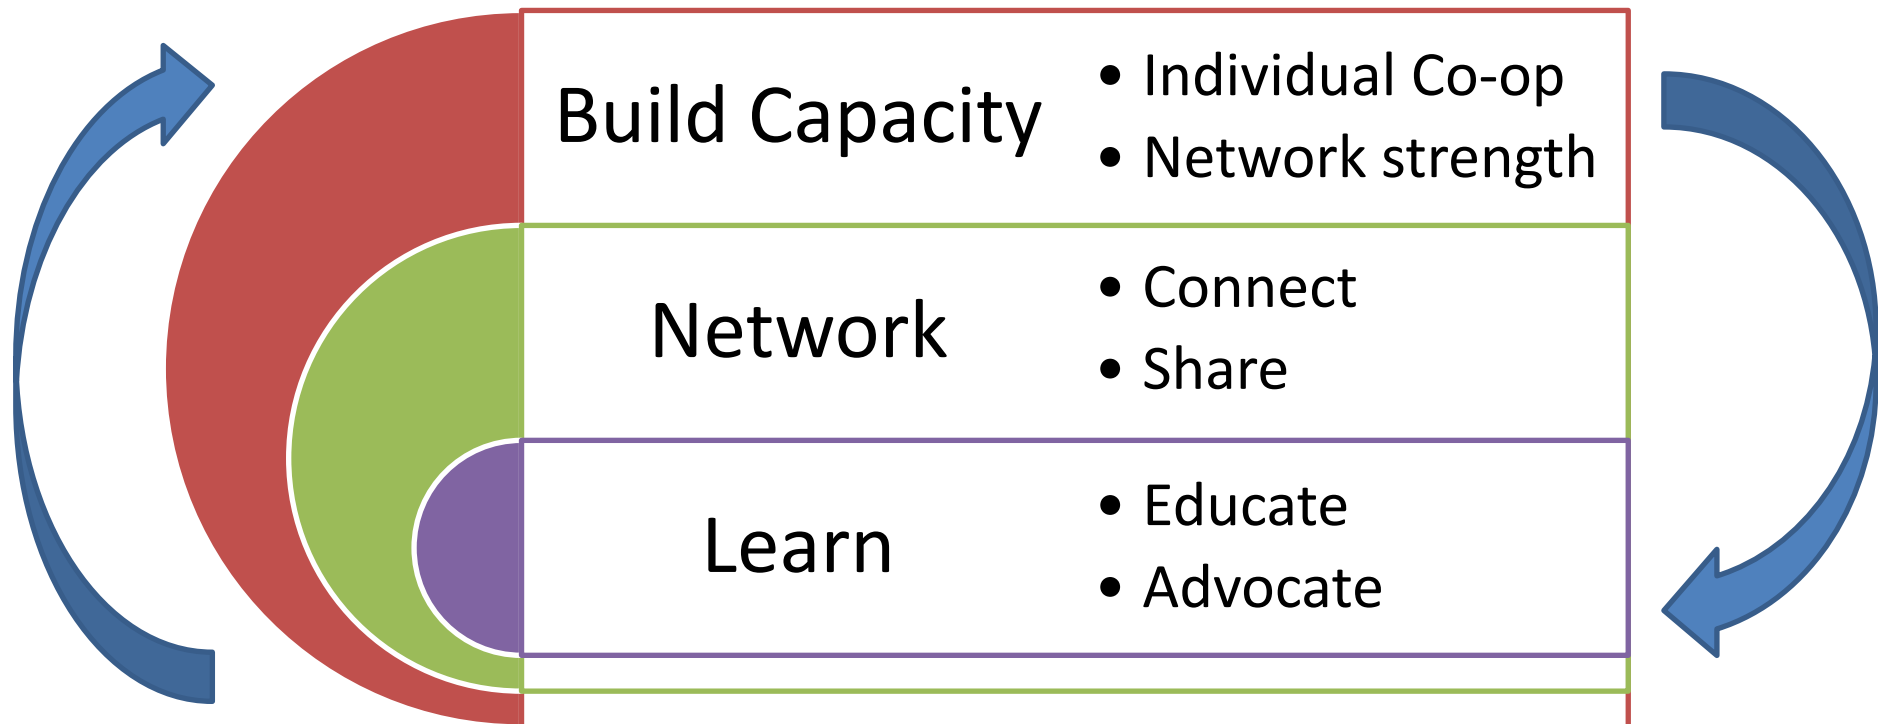 Build Capacity
• Individual Co-op
• Network strength
Network
• Connect
• Share
Learn
• Educate
• Advocate